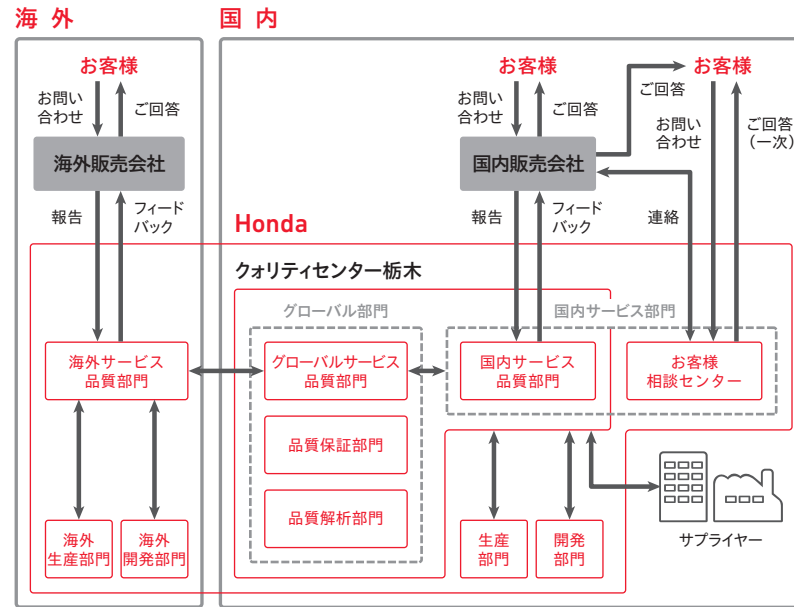 海 外
国 内
お客様
お客様
お客様
お問い
合わせ
ご回答
お問い
合わせ
ご回答
ご回答
お問い
合わせ
ご回答
（一次）
海外販売会社
国内販売会社
報告
フィード
バック
報告
フィード
バック
連絡
Honda
クォリティセンター栃木
グローバル部門
国内サービス部門
海外サービス
品質部門
グローバルサービス
品質部門
国内サービス
品質部門
お客様
相談センター
品質保証部門
品質解析部門
海外
生産部門
海外
開発部門
生産
部門
開発
部門
サプライヤー